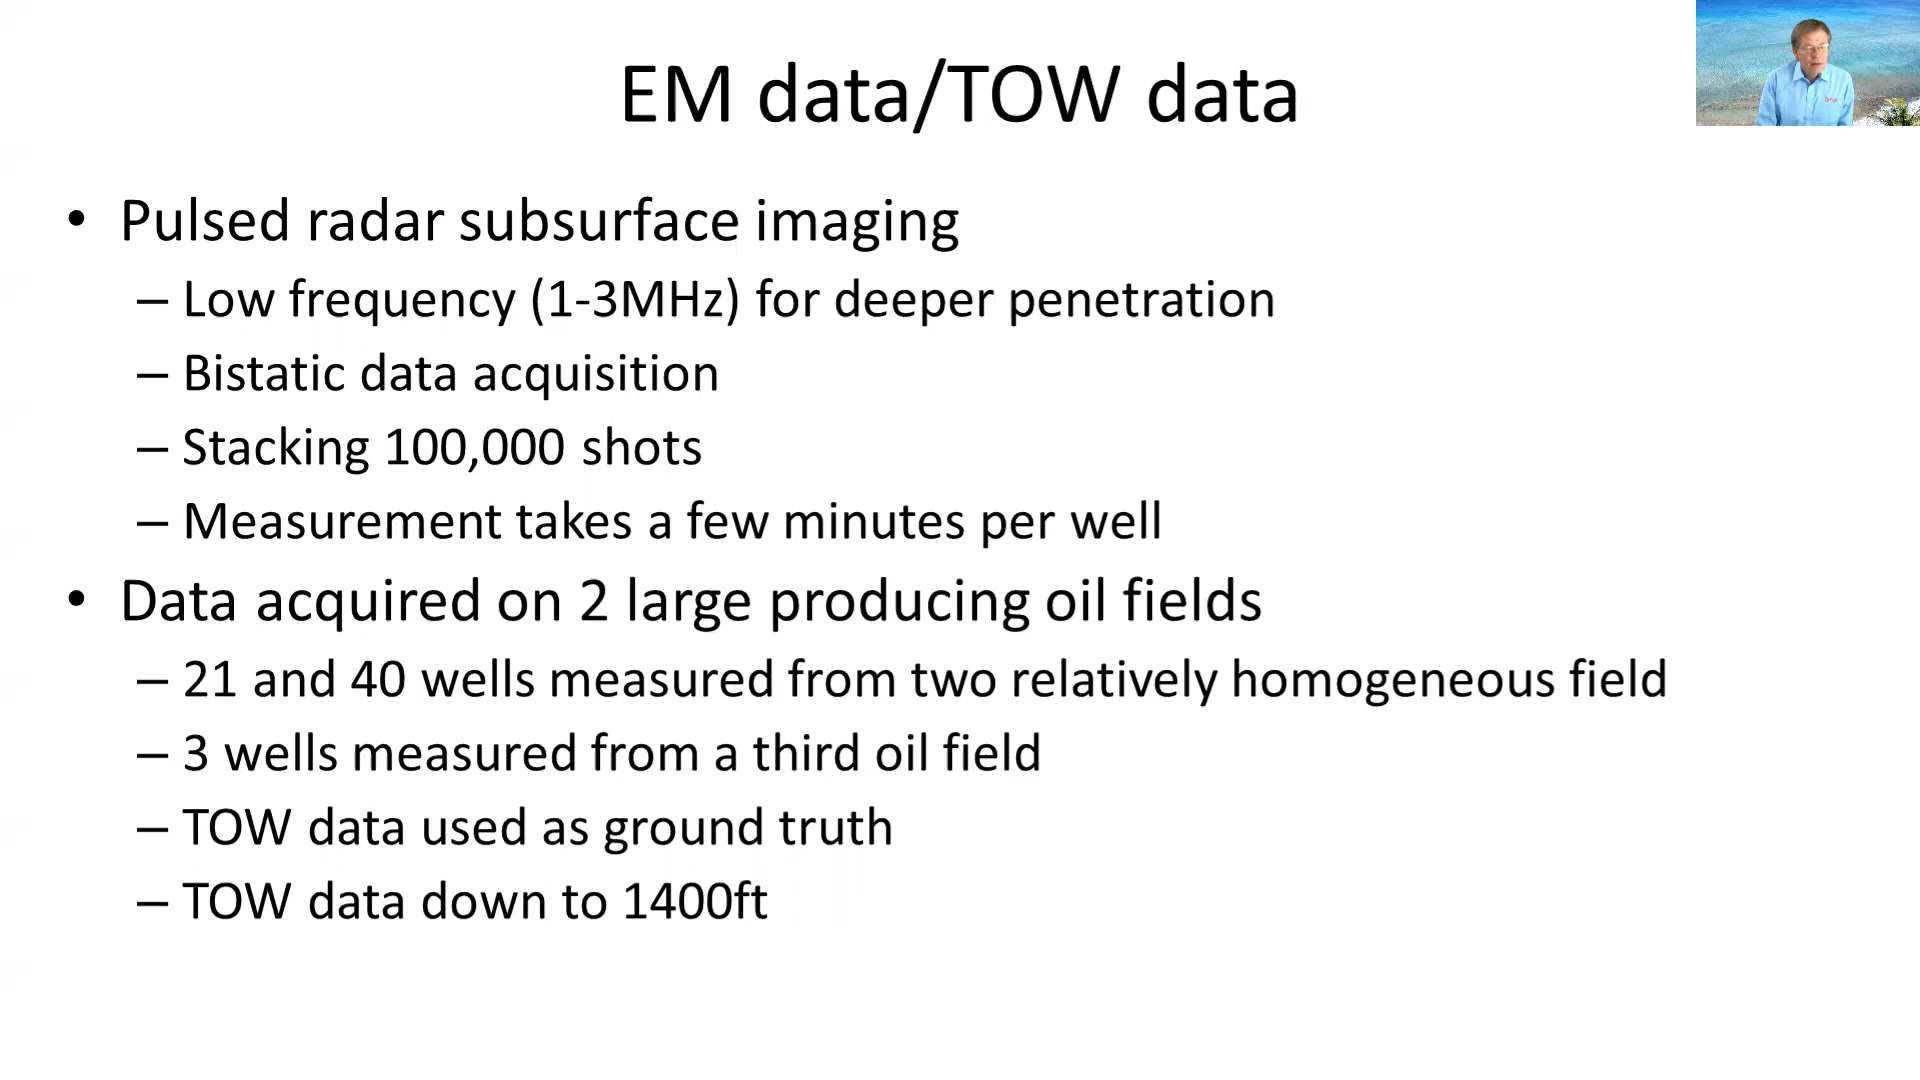 EM data/TOW data
• Pulsed radar subsurface imaging
– Low frequency (1-3MHz) for deeper penetration
– Bistatic data acquisition
– Stacking 100,000 shots
– Measurement takes a few minutes per well
• Data acquired on 2 large producing oil fields
– 21 and 40 wells measured from two relatively homogeneous field
– 3 wells measured from a third oil field
– TOW data used as ground truth
– TOW data down to 1400ft